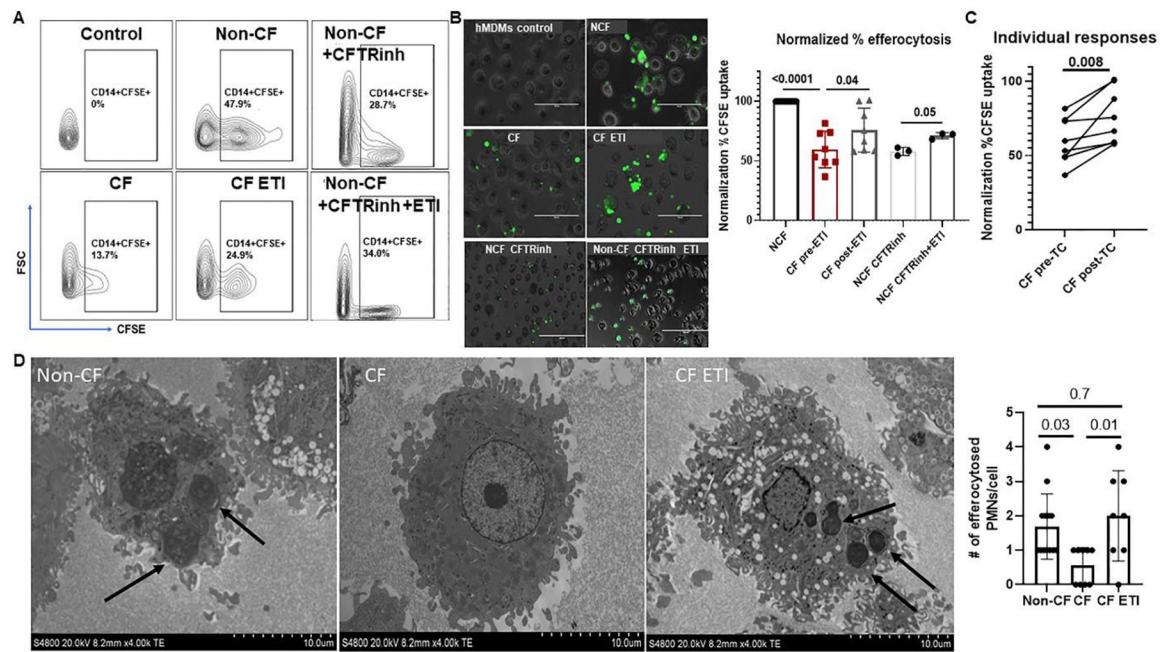 A
Control
CD14+CFSE+
0%
Non-CF
CD14+CFSE+
47.9%
Non-CF
+CFTRinh
CD14+CFSE+
28.7%
CF
CD14+CFSE+
13.7%
CF ETI
CD14+CFSE+
24.9%
Non-CF
+CFTRinh+ETI
CD14+CFSE+
34.0%
FSC
CFSE
B
hMDMs control
NCF
CF
CF ETI
NCF CFTRinh
Non-CF CFTRinh ETI
Normalized % efferocytosis
Normalization % CFSE uptake
100
50
0
<0.0001
0.04
0.05
NCF
CF pre-ETI
CF post-ETI
NCF CFTRinh
NCF CFTRinh+ETI
C
Individual responses
0.008
Normalization %CFSE uptake
100
50
0
CF pre-TC
CF post-TC
D
Non-CF
S4800 20.0kV 8.2mm x4.00k TE
10.0um
CF
S4800 20.0kV 8.2mm x4.00k TE
10.0um
CF ETI
S4800 20.0kV 8.2mm x4.00k TE
10.0um
0.7
0.03
0.01
# of efferocytosed
PMNs/cell
5
4
3
2
1
0
Non-CF
CF
CF ETI